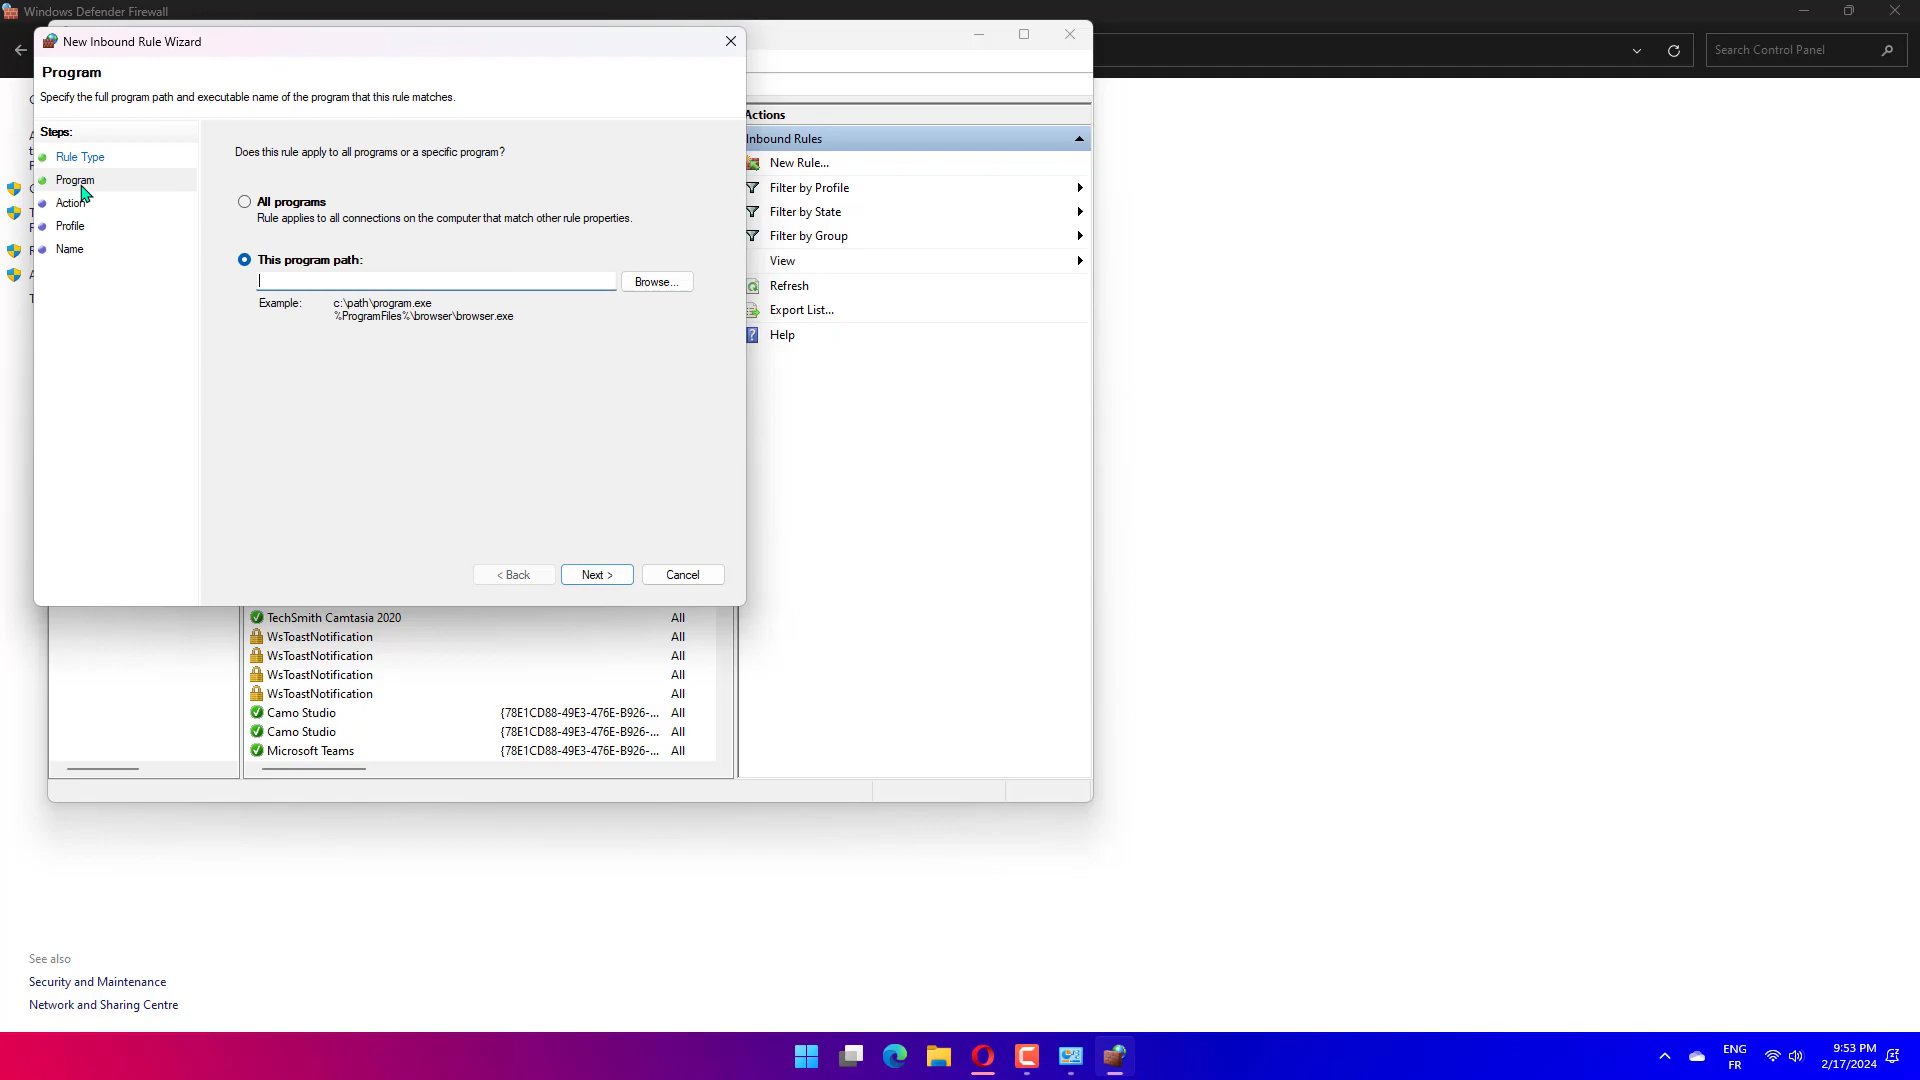 Windows Defender Firewall
Search Control Panel
New Inbound Rule Wizard
Program
Specify the full program path and executable name of the program that this rule matches.
Steps:
Rule Type
Program
Action
Profile
Name
Does this rule apply to all programs or a specific program?
All programs
Rule applies to all connections on the computer that match other rule properties.
This program path:
Browse...
Example: c:\path\program.exe
%ProgramFiles%\browser\browser.exe
< Back
Next >
Cancel
Actions
Inbound Rules
New Rule...
Filter by Profile
Filter by State
Filter by Group
View
Refresh
Export List...
Help
TechSmith Camtasia 2020 All
WsToastNotification All
WsToastNotification All
WsToastNotification All
WsToastNotification All
Camo Studio {78E1CD88-49E3-476E-B926-... All
Camo Studio {78E1CD88-49E3-476E-B926-... All
Microsoft Teams {78E1CD88-49E3-476E-B926-... All
See also
Security and Maintenance
Network and Sharing Centre
ENG
FR
9:53 PM
2/17/2024